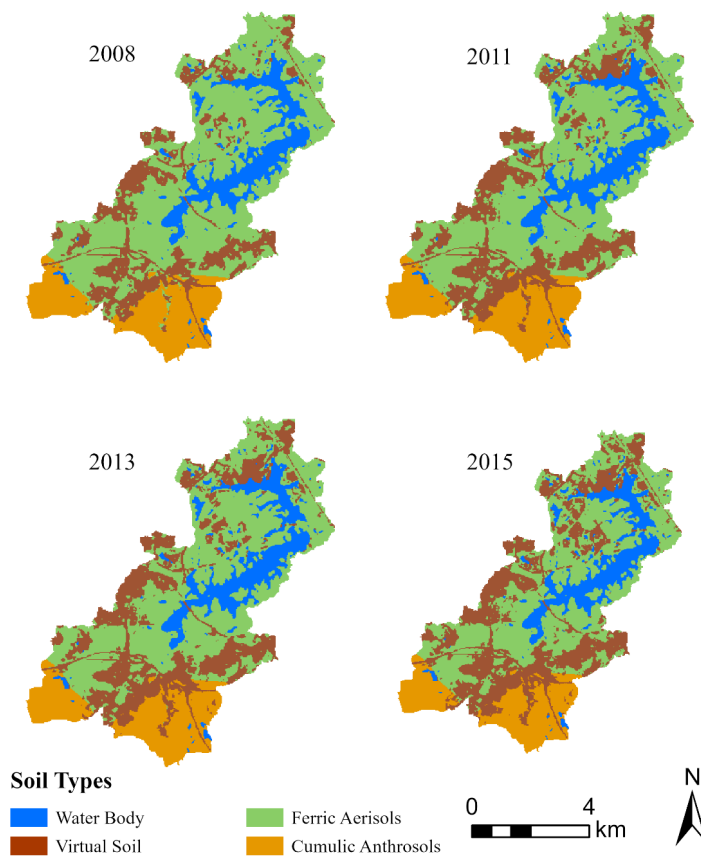 2008
2011
2013
2015
Soil Types
Water Body
Ferric Aerisols
Virtual Soil
Cumulic Anthrosols
0 4
km
N